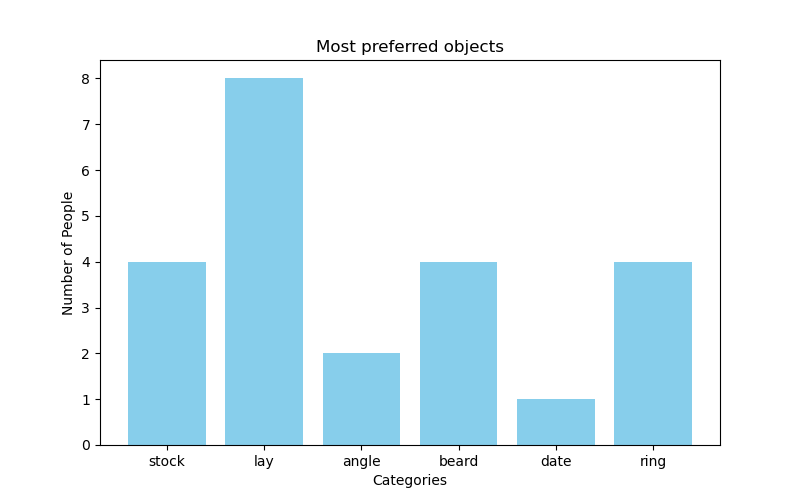 Most preferred objects
8
7
6
5
4
3
2
1
0
Number of People
stock lay angle beard date ring
Categories